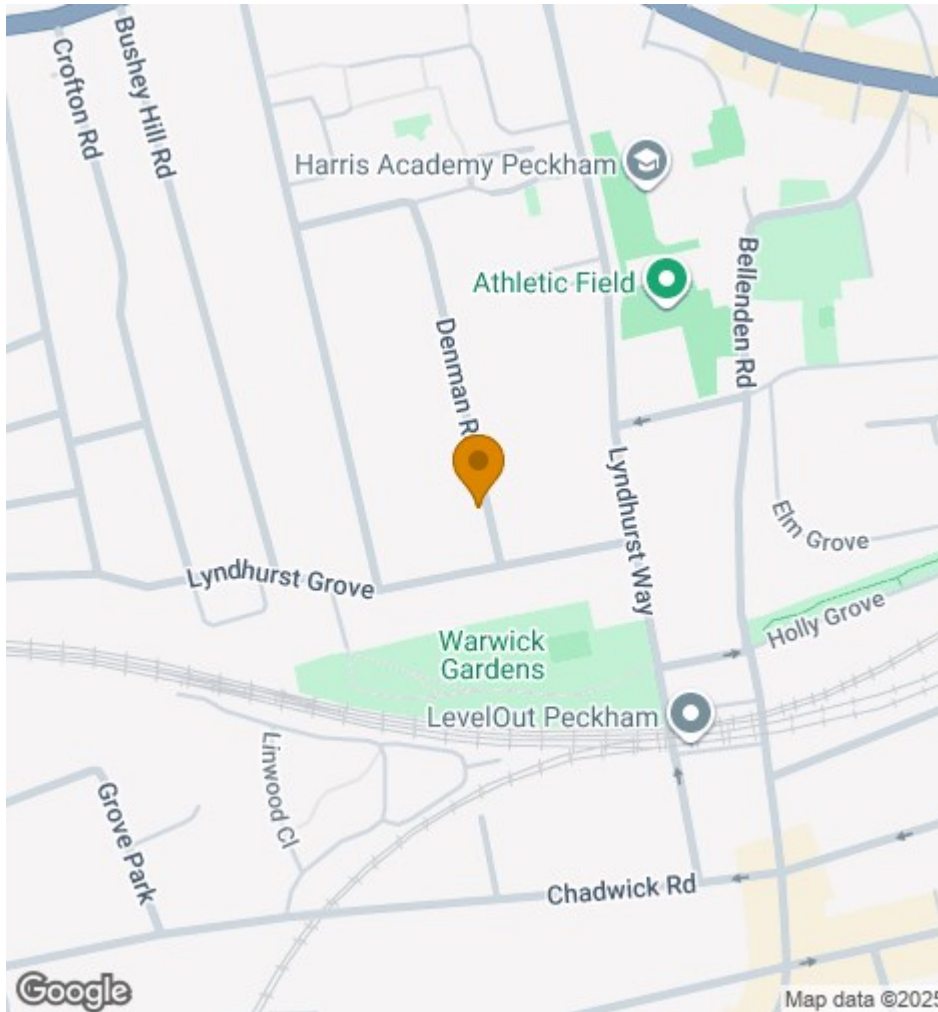 Crofton Rd
Bushey Hill Rd
Harris Academy Peckham
Athletic Field
Bellenden Rd
Denman R
Lyndhurst Way
Elm Grove
Lyndhurst Grove
Holly Grove
Warwick
Gardens
LevelOut Peckham
Linwood Cl
Grove Park
Chadwick Rd
Google
Map data ©2025